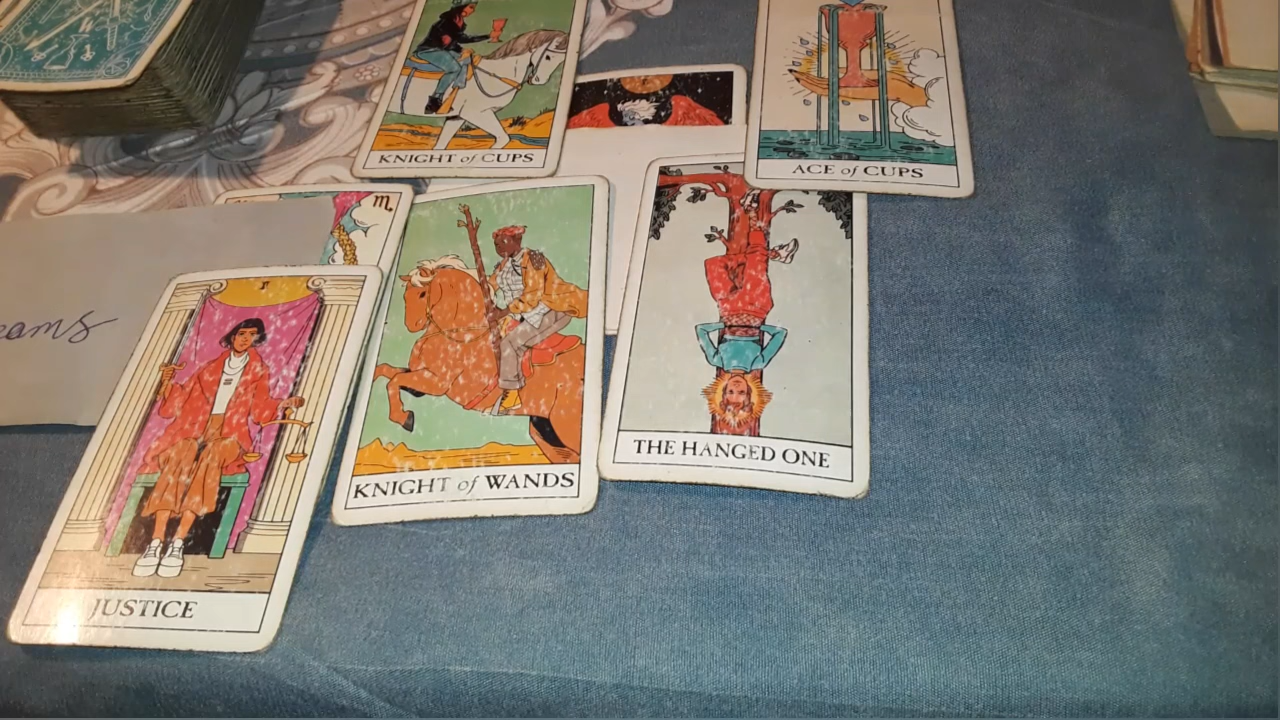 KNIGHT of CUPS
ACE of CUPS
♏
eams
THE HANGED ONE
KNIGHT of WANDS
JUSTICE